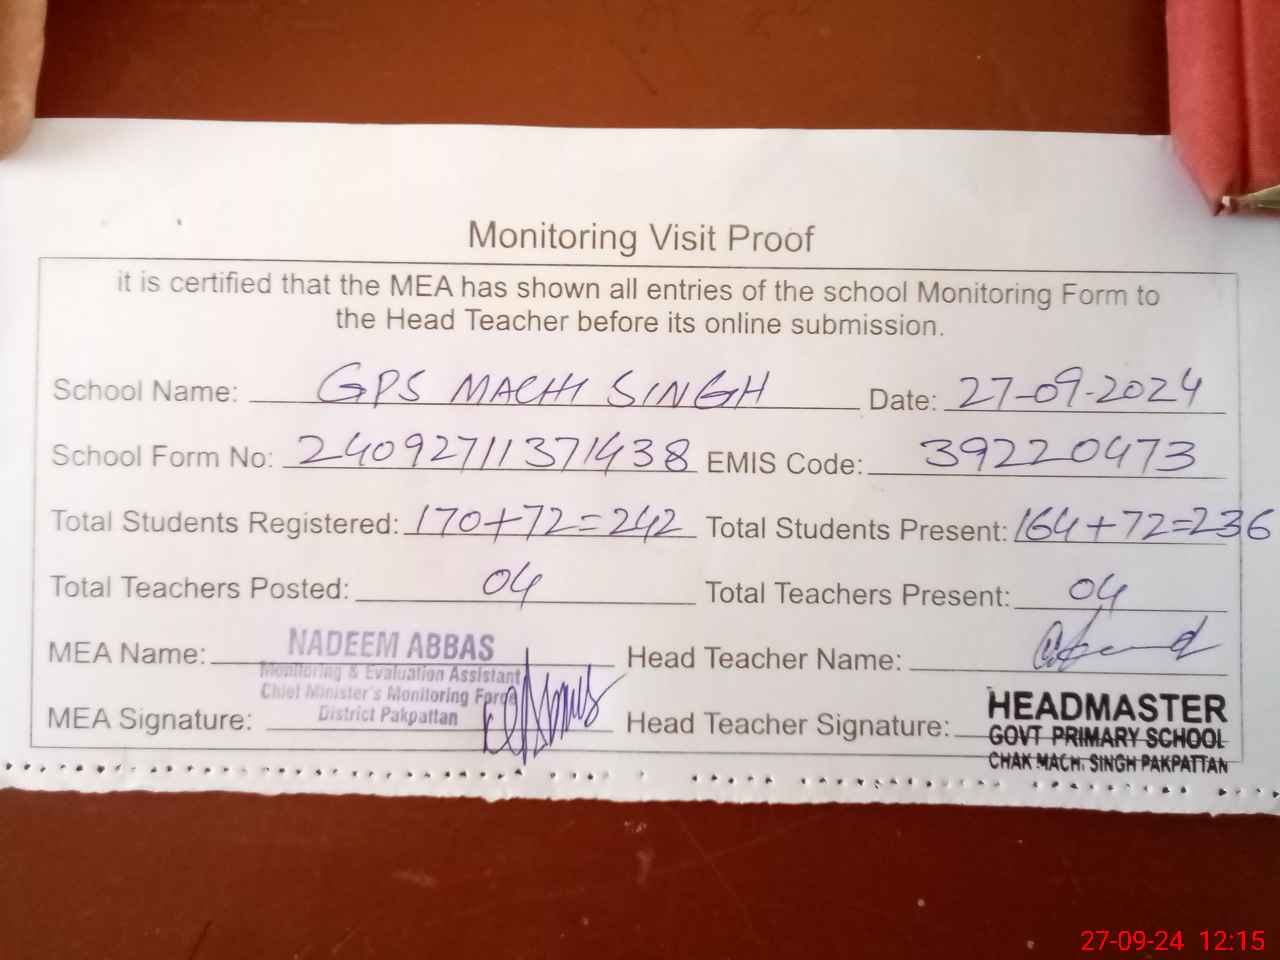 Monitoring Visit Proof
it is certified that the MEA has shown all entries of the school Monitoring Form to
the Head Teacher before its online submission.
School Name: GPS MACHI SINGH Date: 27-09-2024
School Form No: 24092711371438 EMIS Code: 39220473
Total Students Registered: 170+72=242 Total Students Present: 164+72=236
Total Teachers Posted: 04 Total Teachers Present: 04
MEA Name: NADEEM ABBAS Head Teacher Name:
Monitoring & Evaluation Assistant
Chief Minister's Monitoring Force
MEA Signature: District Pakpattan Head Teacher Signature: HEADMASTER
GOVT PRIMARY SCHOOL
CHAK MACHI SINGH PAKPATTAN
27-09-24 12:15